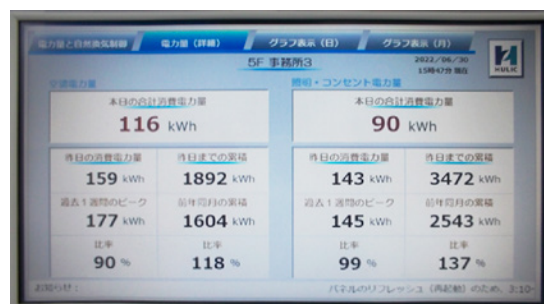 電力量と自然換気制御 電力量（詳細） グラフ表示（日） グラフ表示（月）
5F 事務所3
2022/06/30
15時47分 現在
HULIC
空調電力量
照明・コンセント電力量
本日の合計消費電力量
116 kWh
本日の合計消費電力量
90 kWh
昨日の消費電力量 昨日までの累積
159 kWh 1892 kWh
過去1週間のピーク 前年同月の累積
177 kWh 1604 kWh
比率 比率
90 % 118 %
昨日の消費電力量 昨日までの累積
143 kWh 3472 kWh
過去1週間のピーク 前年同月の累積
145 kWh 2543 kWh
比率 比率
99 % 137 %
お知らせ： パネルのリフレッシュ（再起動）のため、3:10